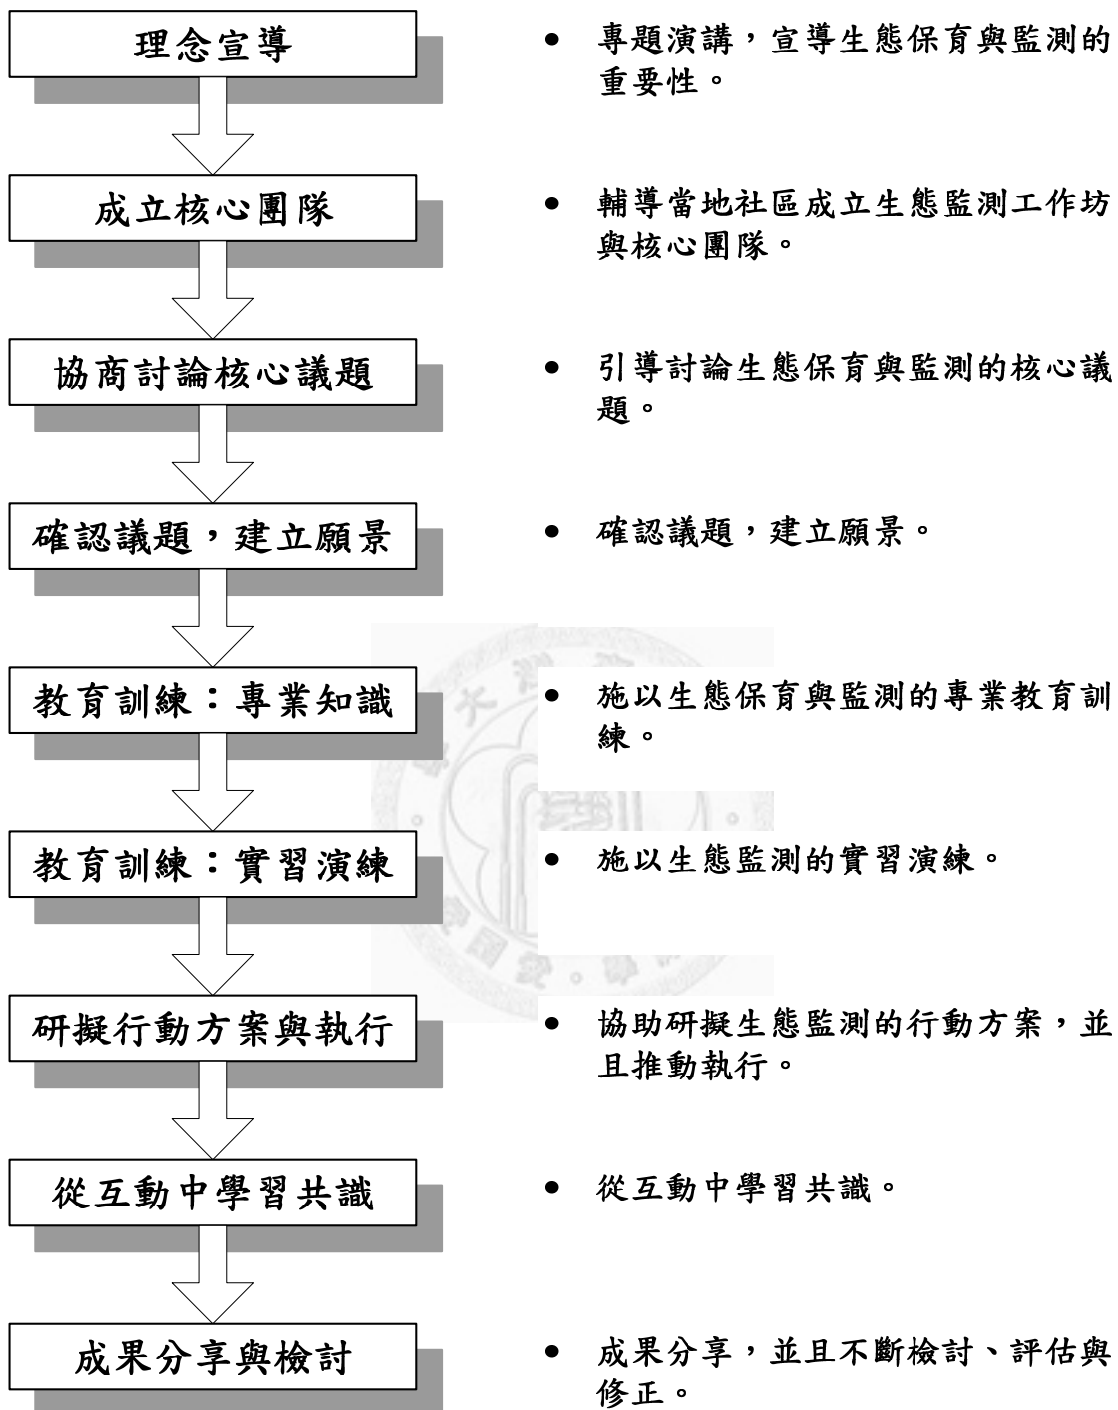 理念宣導
• 專題演講，宣導生態保育與監測的
重要性。
成立核心團隊
• 輔導當地社區成立生態監測工作坊
與核心團隊。
協商討論核心議題
• 引導討論生態保育與監測的核心議
題。
確認議題，建立願景
• 確認議題，建立願景。
教育訓練：專業知識
• 施以生態保育與監測的專業教育訓
練。
教育訓練：實習演練
• 施以生態監測的實習演練。
研擬行動方案與執行
• 協助研擬生態監測的行動方案，並
且推動執行。
從互動中學習共識
• 從互動中學習共識。
成果分享與檢討
• 成果分享，並且不斷檢討、評估與
修正。